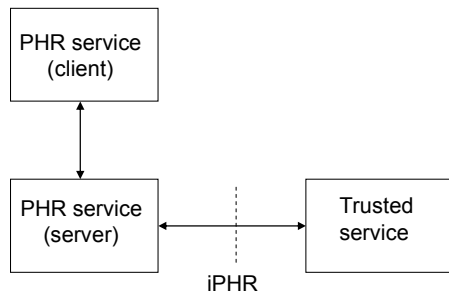 PHR service
(client)
PHR service
(server)
Trusted
service
iPHR